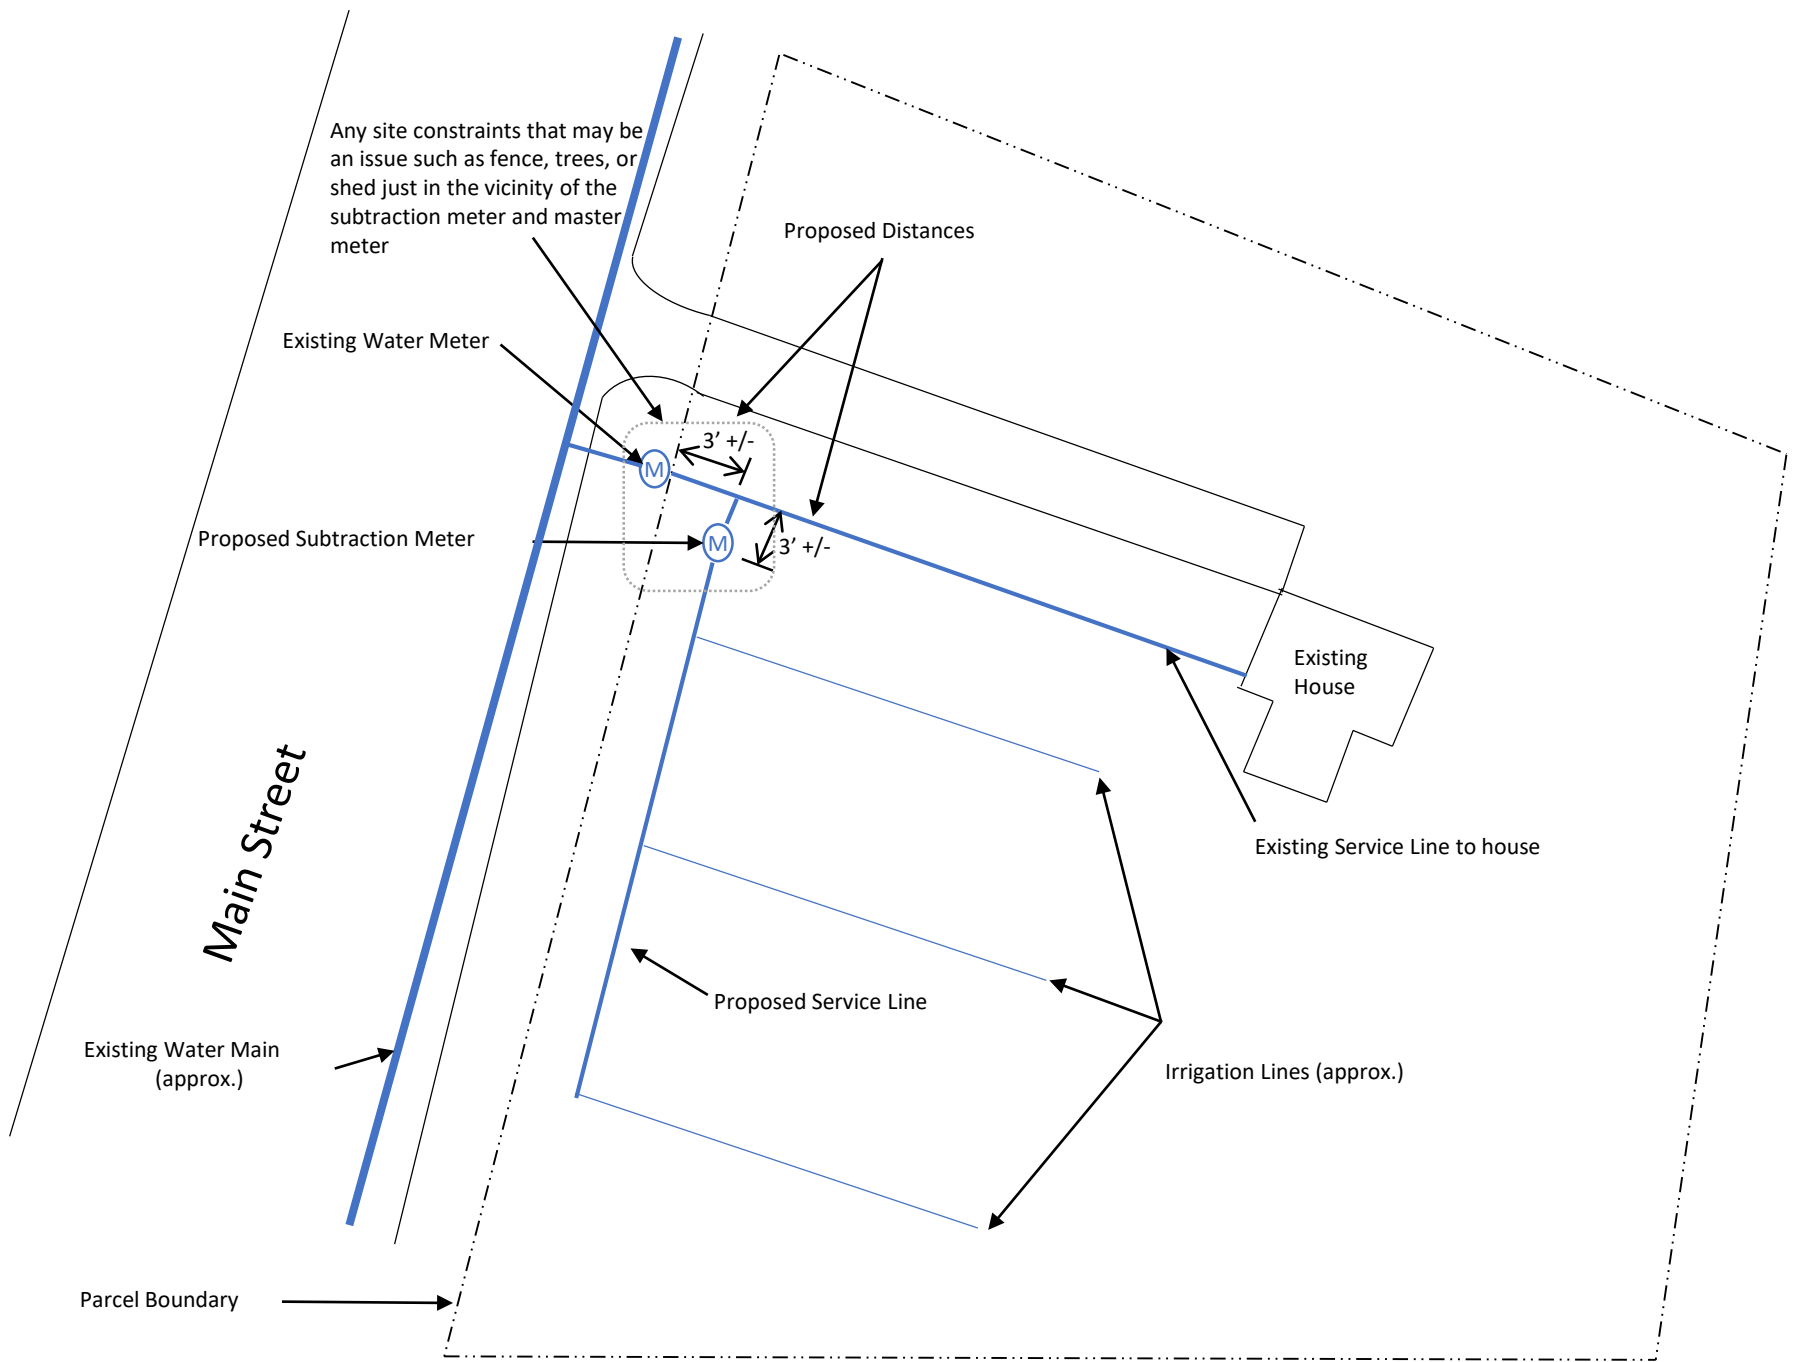 Any site constraints that may be
an issue such as fence, trees, or
shed just in the vicinity of the
subtraction meter and master
meter
Proposed Distances
Existing Water Meter
3’ +/-
M
Proposed Subtraction Meter
M
3’ +/-
Existing
House
Main Street
Existing Service Line to house
Proposed Service Line
Existing Water Main
(approx.)
Irrigation Lines (approx.)
Parcel Boundary